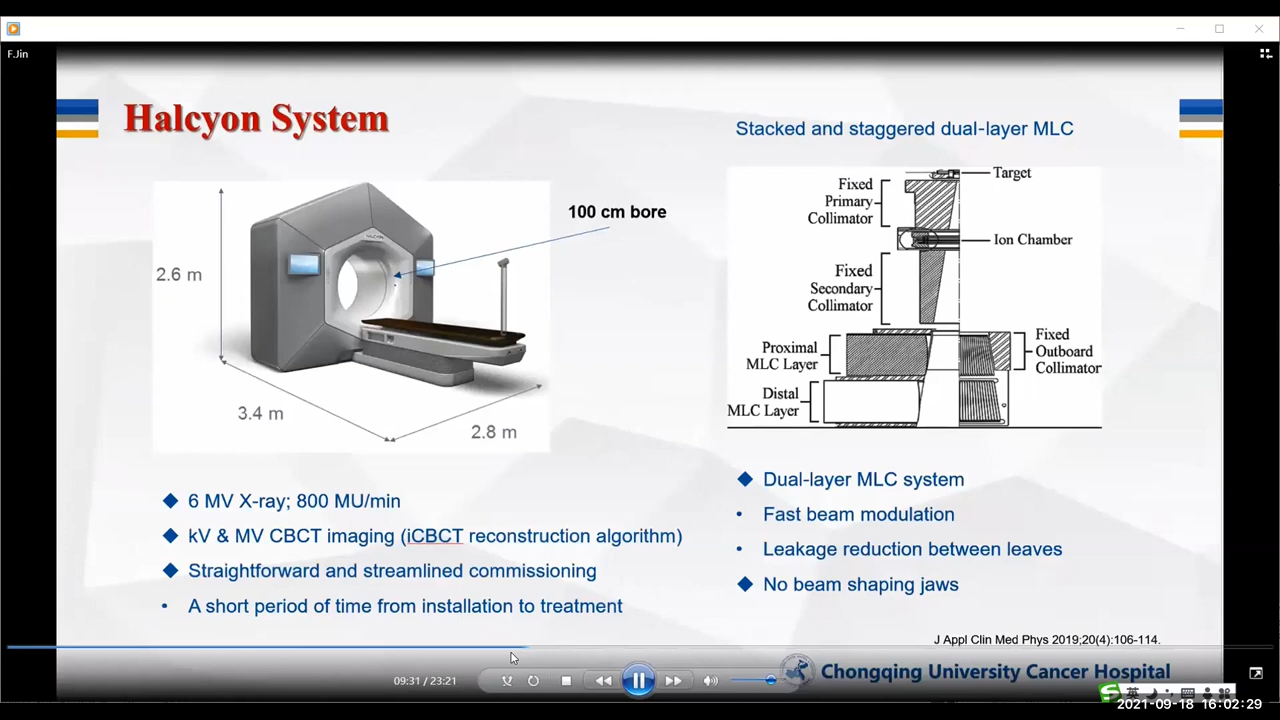 F.Jin
Halcyon System
Stacked and staggered dual-layer MLC
100 cm bore
2.6 m
3.4 m
2.8 m
Target
Fixed
Primary
Collimator
Ion Chamber
Fixed
Secondary
Collimator
Proximal
MLC Layer
Fixed
Outboard
Collimator
Distal
MLC Layer
6 MV X-ray; 800 MU/min
kV & MV CBCT imaging (iCBCT reconstruction algorithm)
Straightforward and streamlined commissioning
A short period of time from installation to treatment
Dual-layer MLC system
Fast beam modulation
Leakage reduction between leaves
No beam shaping jaws
J Appl Clin Med Phys 2019;20(4):106-114.
09:31 / 23:21
Chongqing University Cancer Hospital
英
2021-09-18 16:02:29